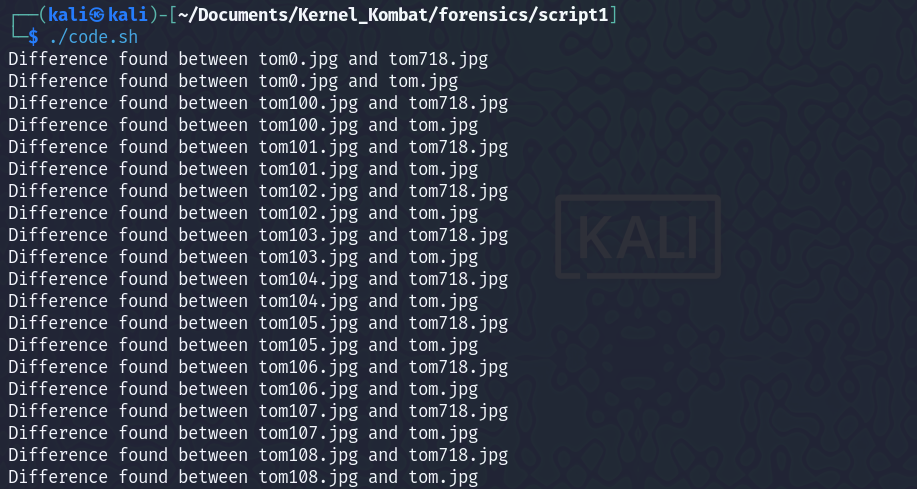 ┌──(kali㉿kali)-[~/Documents/Kernel_Kombat/forensics/script1]
└─$ ./code.sh
Difference found between tom0.jpg and tom718.jpg
Difference found between tom0.jpg and tom.jpg
Difference found between tom100.jpg and tom718.jpg
Difference found between tom100.jpg and tom.jpg
Difference found between tom101.jpg and tom718.jpg
Difference found between tom101.jpg and tom.jpg
Difference found between tom102.jpg and tom718.jpg
Difference found between tom102.jpg and tom.jpg
Difference found between tom103.jpg and tom718.jpg
Difference found between tom103.jpg and tom.jpg
Difference found between tom104.jpg and tom718.jpg
Difference found between tom104.jpg and tom.jpg
Difference found between tom105.jpg and tom718.jpg
Difference found between tom105.jpg and tom.jpg
Difference found between tom106.jpg and tom718.jpg
Difference found between tom106.jpg and tom.jpg
Difference found between tom107.jpg and tom718.jpg
Difference found between tom107.jpg and tom.jpg
Difference found between tom108.jpg and tom718.jpg
Difference found between tom108.jpg and tom.jpg
KALI